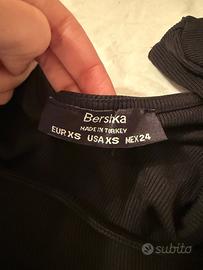 Bershka
MADE IN TURKEY
EUR XS USA XS MEX 24
subito